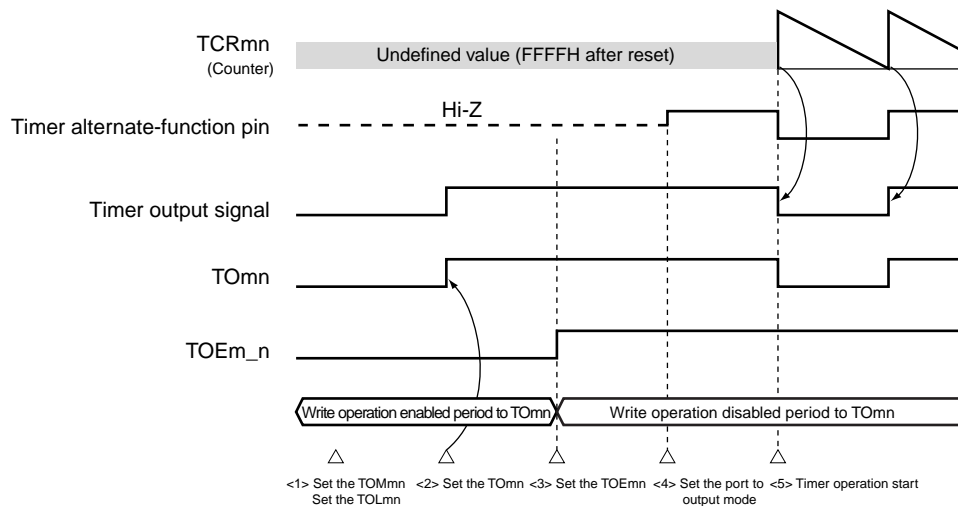 TCRmn
(Counter)
Undefined value (FFFFH after reset)
Hi-Z
Timer alternate-function pin
Timer output signal
TOmn
TOEm_n
Write operation enabled period to TOmn
Write operation disabled period to TOmn
<1> Set the TOMmn
Set the TOLmn
<2> Set the TOmn
<3> Set the TOEmn
<4> Set the port to
output mode
<5> Timer operation start